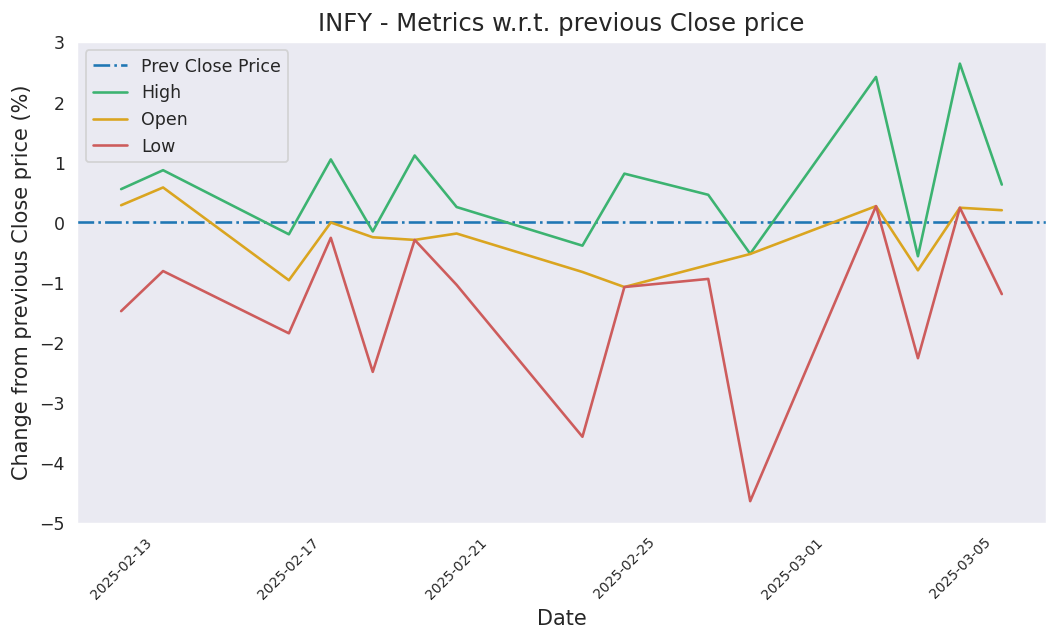 INFY - Metrics w.r.t. previous Close price
Change from previous Close price (%)
3
2
1
0
−1
−2
−3
−4
−5
Prev Close Price
High
Open
Low
2025-02-13
2025-02-17
2025-02-21
2025-02-25
2025-03-01
2025-03-05
Date